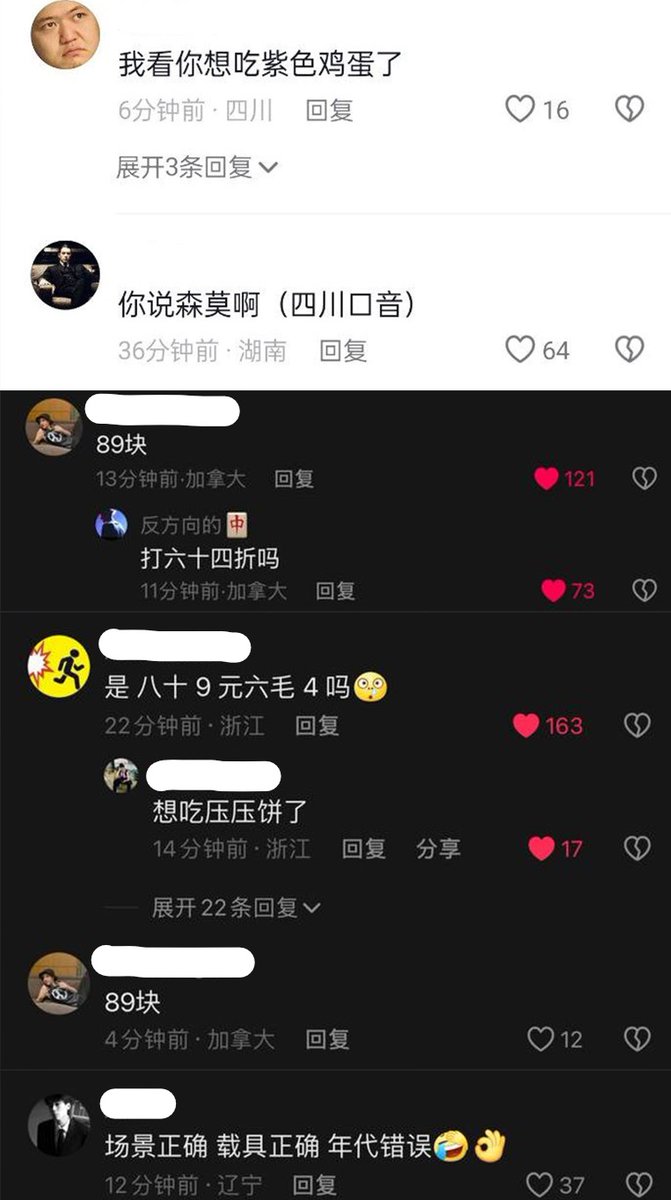 我看你想吃紫色鸡蛋了
6分钟前·四川 回复 16
展开3条回复
你说森莫啊（四川口音）
36分钟前·湖南 回复 64
89块
13分钟前·加拿大 回复 121
反方向的🀄
打六十四折吗
11分钟前·加拿大 回复 73
是 八十 9 元六毛 4 吗
22分钟前·浙江 回复 163
想吃压压饼了
14分钟前·浙江 回复 分享 17
展开22条回复
89块
4分钟前·加拿大 回复 12
场景正确 载具正确 年代错误🤣👌
12分钟前·辽宁 回复 37